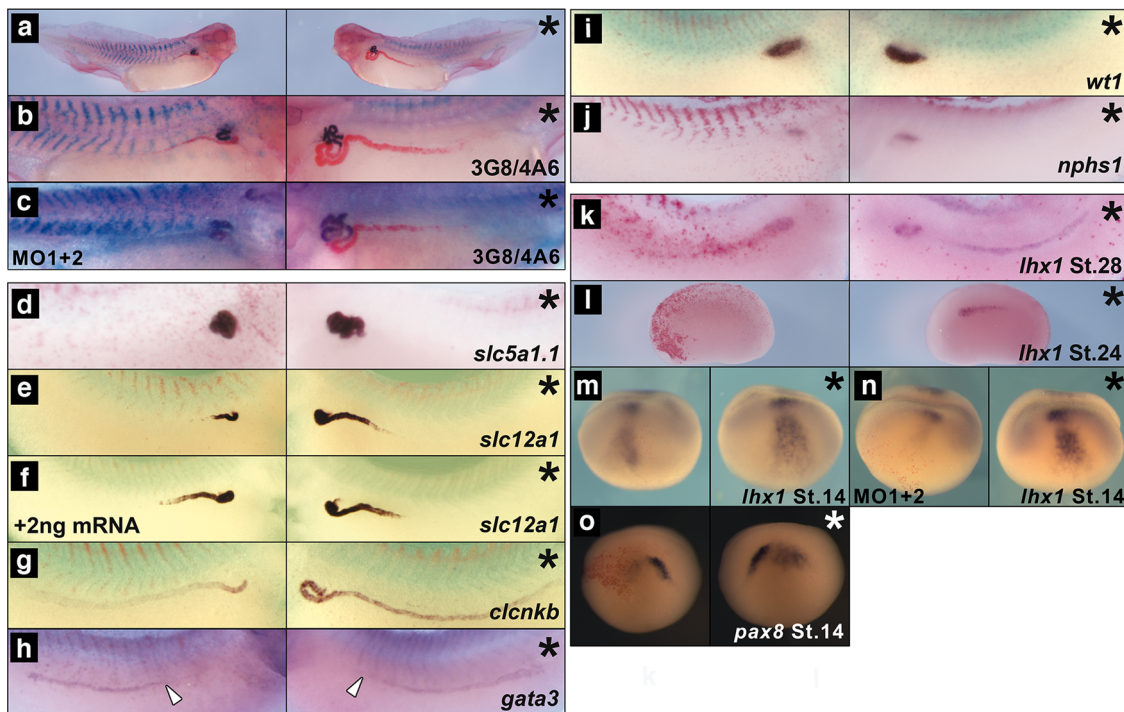 a
*
b
*
3G8/4A6
c
*
MO1+2
3G8/4A6
d
*
slc5a1.1
e
*
slc12a1
f
*
+2ng mRNA
slc12a1
g
*
clcnkb
h
*
gata3
i
*
wt1
j
*
nphs1
k
*
lhx1 St.28
l
*
lhx1 St.24
m
*
lhx1 St.14
n
*
MO1+2
lhx1 St.14
o
*
pax8 St.14
k
l